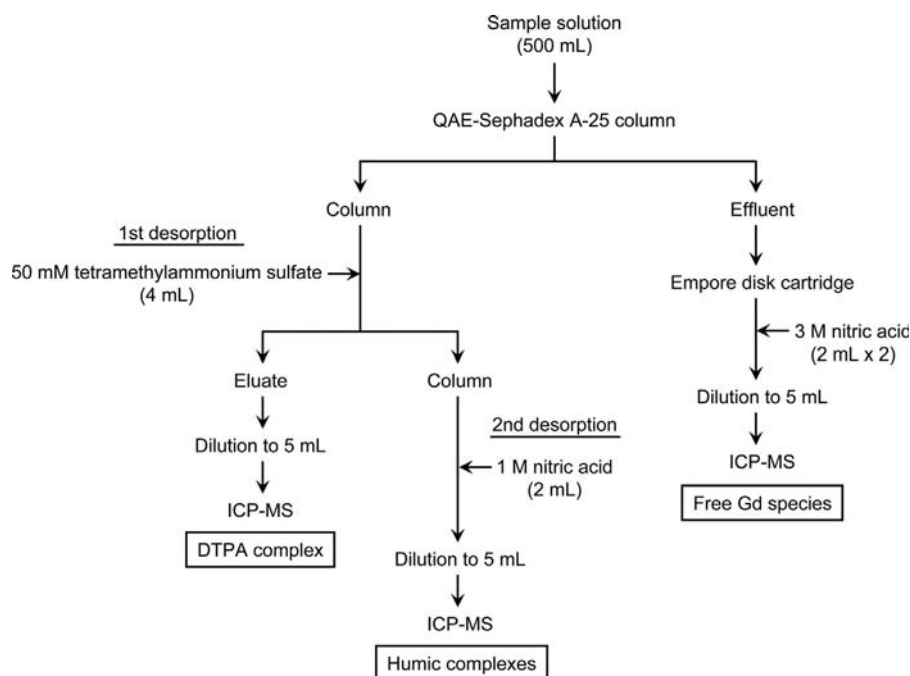 Sample solution
(500 mL)
QAE-Sephadex A-25 column
Column
Effluent
1st desorption
50 mM tetramethylammonium sulfate
(4 mL)
Empore disk cartridge
3 M nitric acid
(2 mL x 2)
Eluate
Column
Dilution to 5 mL
Dilution to 5 mL
2nd desorption
1 M nitric acid
(2 mL)
ICP-MS
Free Gd species
ICP-MS
DTPA complex
Dilution to 5 mL
ICP-MS
Humic complexes